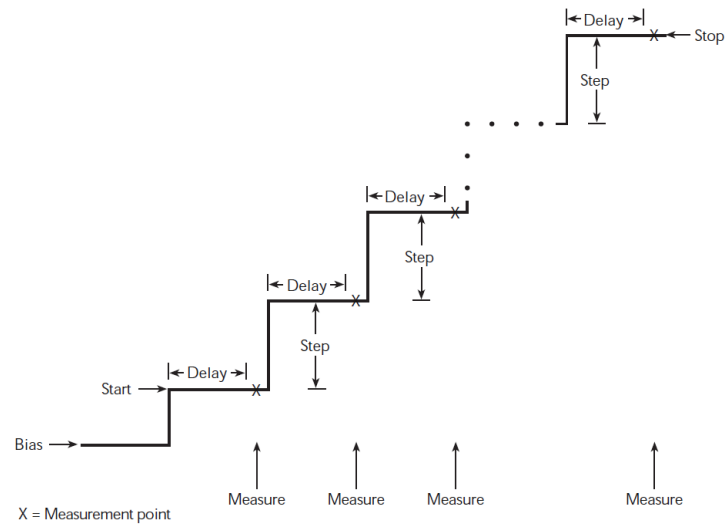 Delay
Stop
Step
Delay
Step
Delay
Step
Delay
Start
Bias
Measure Measure Measure Measure
X = Measurement point